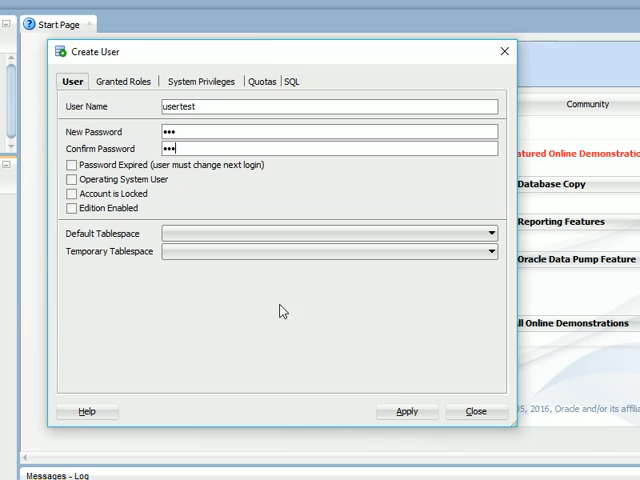 Start Page
Create User
User
Granted Roles
System Privileges
Quotas
SQL
User Name
usertest
New Password
•••
Confirm Password
•••
Password Expired (user must change next login)
Operating System User
Account is Locked
Edition Enabled
Default Tablespace
Temporary Tablespace
Help
Apply
Close
Community
atured Online Demonstratio
Database Copy
Reporting Features
Oracle Data Pump Feature
ll Online Demonstrations
05, 2016, Oracle and/or its affilia
Messages - Log